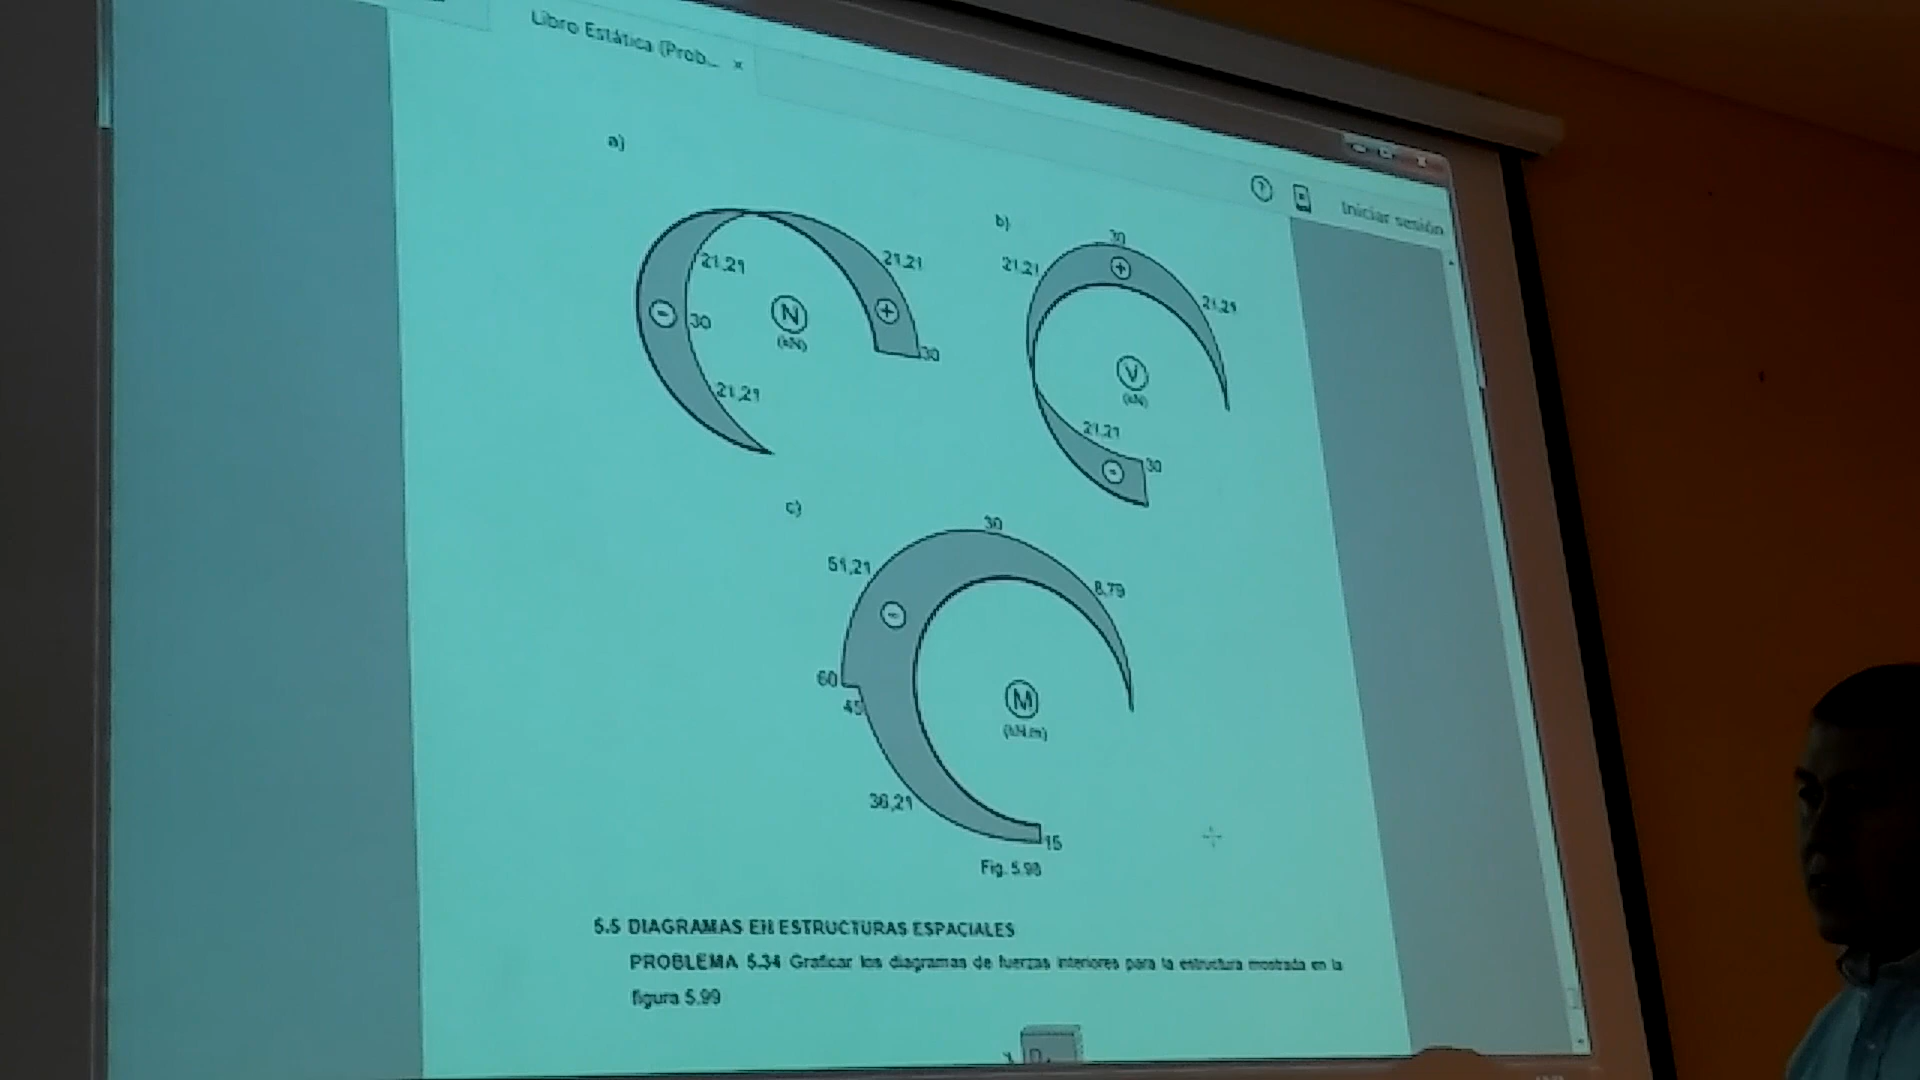 Libro Estática (Prob... ×
Iniciar sesión
?
a)
21,21
21,21
-
30
N
(kN)
+
30
21,21
b)
30
21,21
+
21,21
V
(kN)
21,21
30
-
c)
30
51,21
8,79
-
60
45
M
(kN.m)
36,21
15
Fig. 5.98
5.5 DIAGRAMAS EN ESTRUCTURAS ESPACIALES
PROBLEMA 5.34 Graficar los diagramas de fuerzas interiores para la estructura mostrada en la
figura 5.99